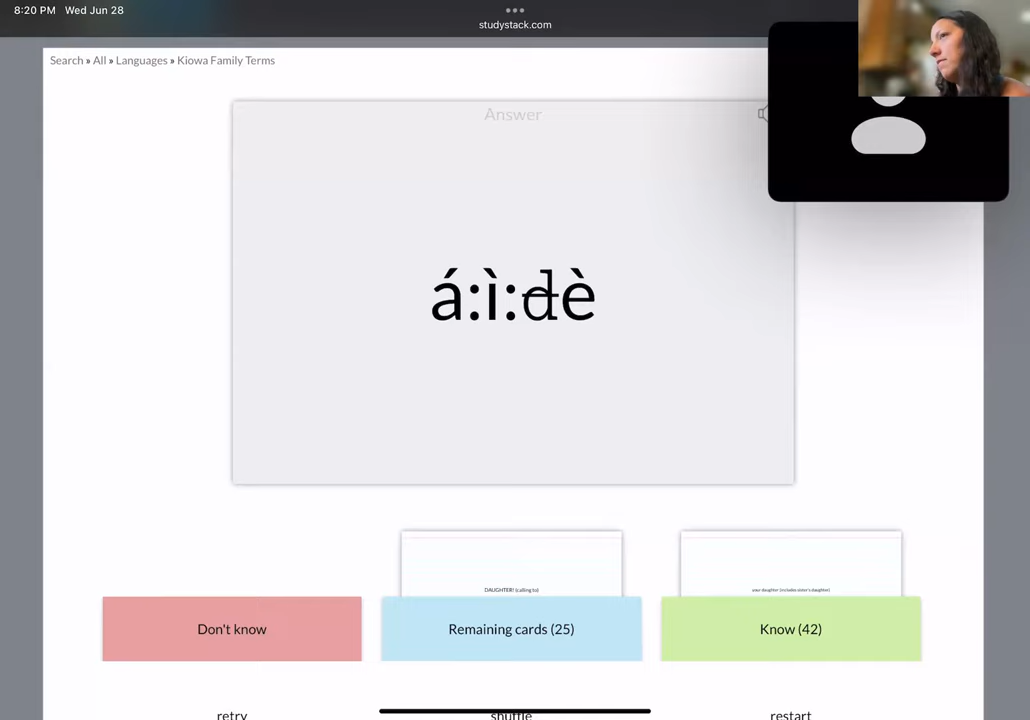 8:20 PM Wed Jun 28
studystack.com
Search » All » Languages » Kiowa Family Terms
Answer
á:ì:đè
DAUGHTER! (calling to)
your daughter (includes sister's daughter)
Don't know
Remaining cards (25)
Know (42)
retry
shuffle
restart